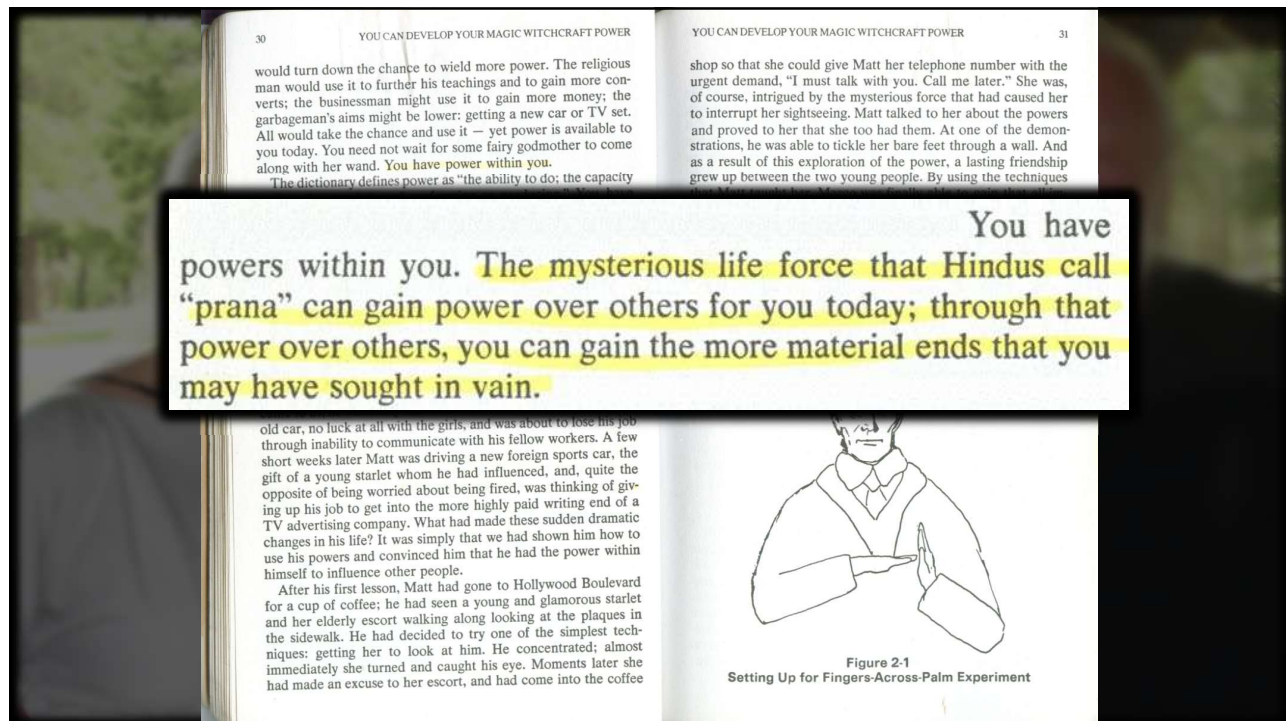 30 YOU CAN DEVELOP YOUR MAGIC WITCHCRAFT POWER
would turn down the chance to wield more power. The religious
man would use it to further his teachings and to gain more con-
verts; the businessman might use it to gain more money; the
garbageman's aims might be lower: getting a new car or TV set.
All would take the chance and use it — yet power is available to
you today. You need not wait for some fairy godmother to come
along with her wand. You have power within you.
The dictionary defines power as "the ability to do; the capacity
You have
powers within you. The mysterious life force that Hindus call
“prana” can gain power over others for you today; through that
power over others, you can gain the more material ends that you
may have sought in vain.
old car, no luck at all with the girls, and was about to lose his job
through inability to communicate with his fellow workers. A few
short weeks later Matt was driving a new foreign sports car, the
gift of a young starlet whom he had influenced, and, quite the
opposite of being worried about being fired, was thinking of giv-
ing up his job to get into the more highly paid writing end of a
TV advertising company. What had made these sudden dramatic
changes in his life? It was simply that we had shown him how to
use his powers and convinced him that he had the power within
himself to influence other people.
After his first lesson, Matt had gone to Hollywood Boulevard
for a cup of coffee; he had seen a young and glamorous starlet
and her elderly escort walking along looking at the plaques in
the sidewalk. He had decided to try one of the simplest tech-
niques: getting her to look at him. He concentrated; almost
immediately she turned and caught his eye. Moments later she
had made an excuse to her escort, and had come into the coffee
YOU CAN DEVELOP YOUR MAGIC WITCHCRAFT POWER 31
shop so that she could give Matt her telephone number with the
urgent demand, "I must talk with you. Call me later." She was,
of course, intrigued by the mysterious force that had caused her
to interrupt her sightseeing. Matt talked to her about the powers
and proved to her that she too had them. At one of the demon-
strations, he was able to tickle her bare feet through a wall. And
as a result of this exploration of the power, a lasting friendship
grew up between the two young people. By using the techniques
Figure 2-1
Setting Up for Fingers-Across-Palm Experiment